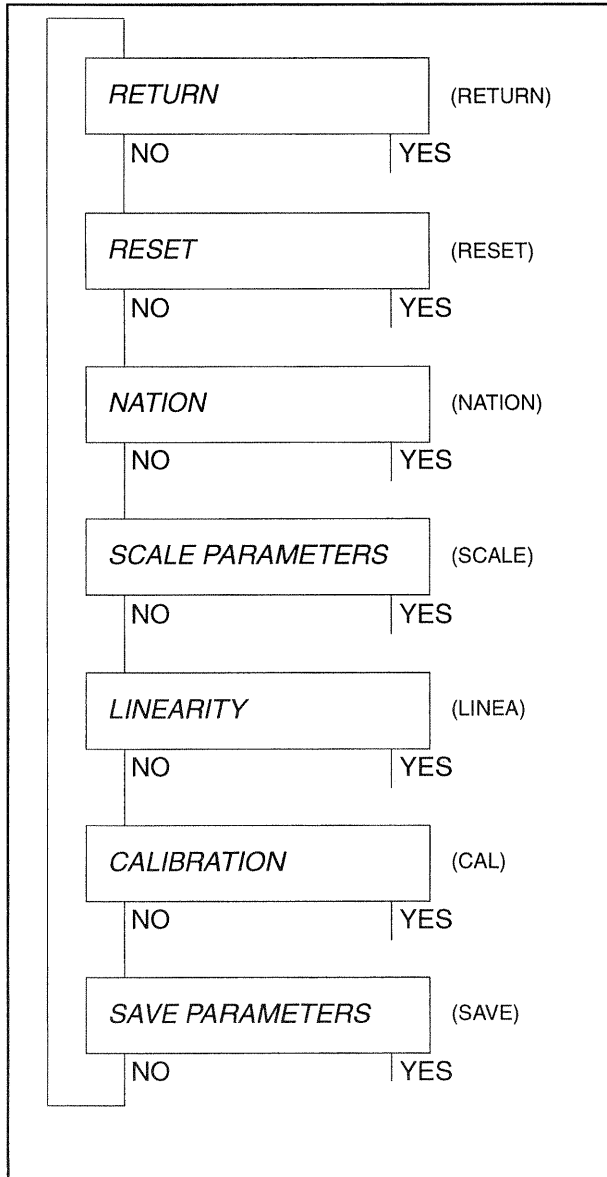 RETURN (RETURN)
NO YES
RESET (RESET)
NO YES
NATION (NATION)
NO YES
SCALE PARAMETERS (SCALE)
NO YES
LINEARITY (LINEA)
NO YES
CALIBRATION (CAL)
NO YES
SAVE PARAMETERS (SAVE)
NO YES